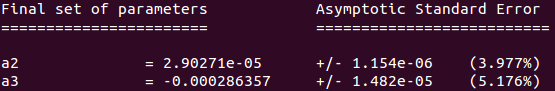 Final set of parameters Asymptotic Standard Error
======================= ==========================
a2 = 2.90271e-05 +/- 1.154e-06 (3.977%)
a3 = -0.000286357 +/- 1.482e-05 (5.176%)